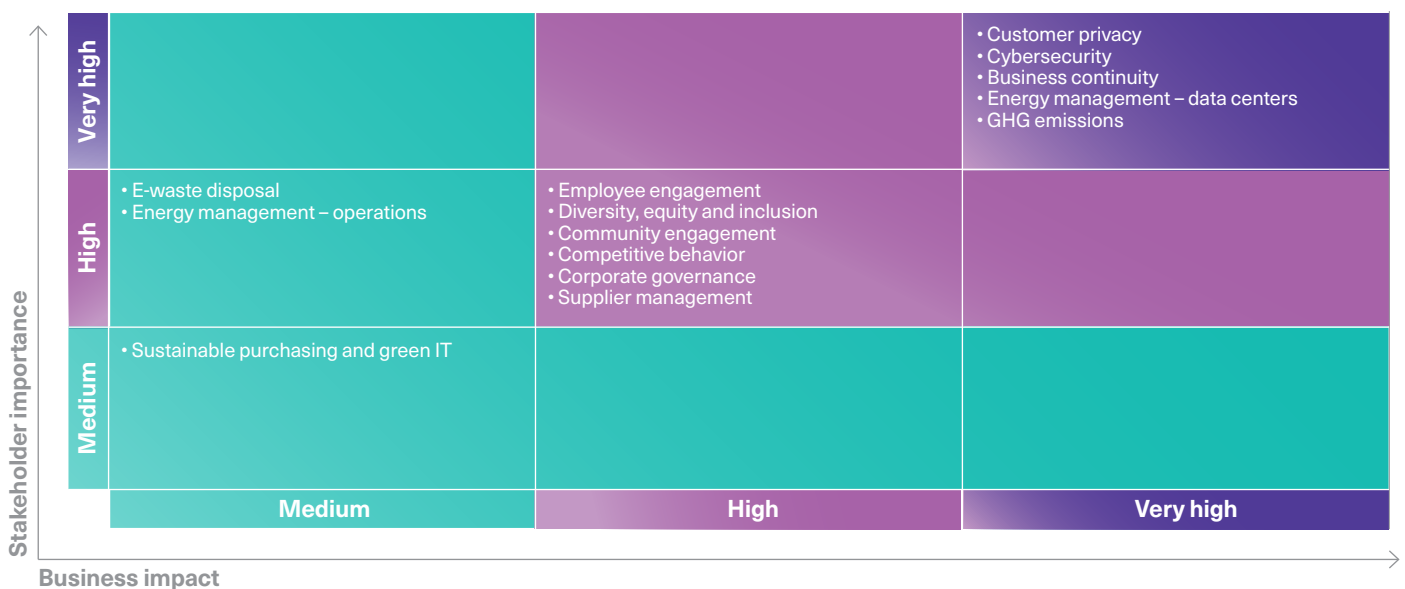 Stakeholder importance
Very high
• Customer privacy
• Cybersecurity
• Business continuity
• Energy management – data centers
• GHG emissions
High
• E-waste disposal
• Energy management – operations
• Employee engagement
• Diversity, equity and inclusion
• Community engagement
• Competitive behavior
• Corporate governance
• Supplier management
Medium
• Sustainable purchasing and green IT
Medium
High
Very high
Business impact